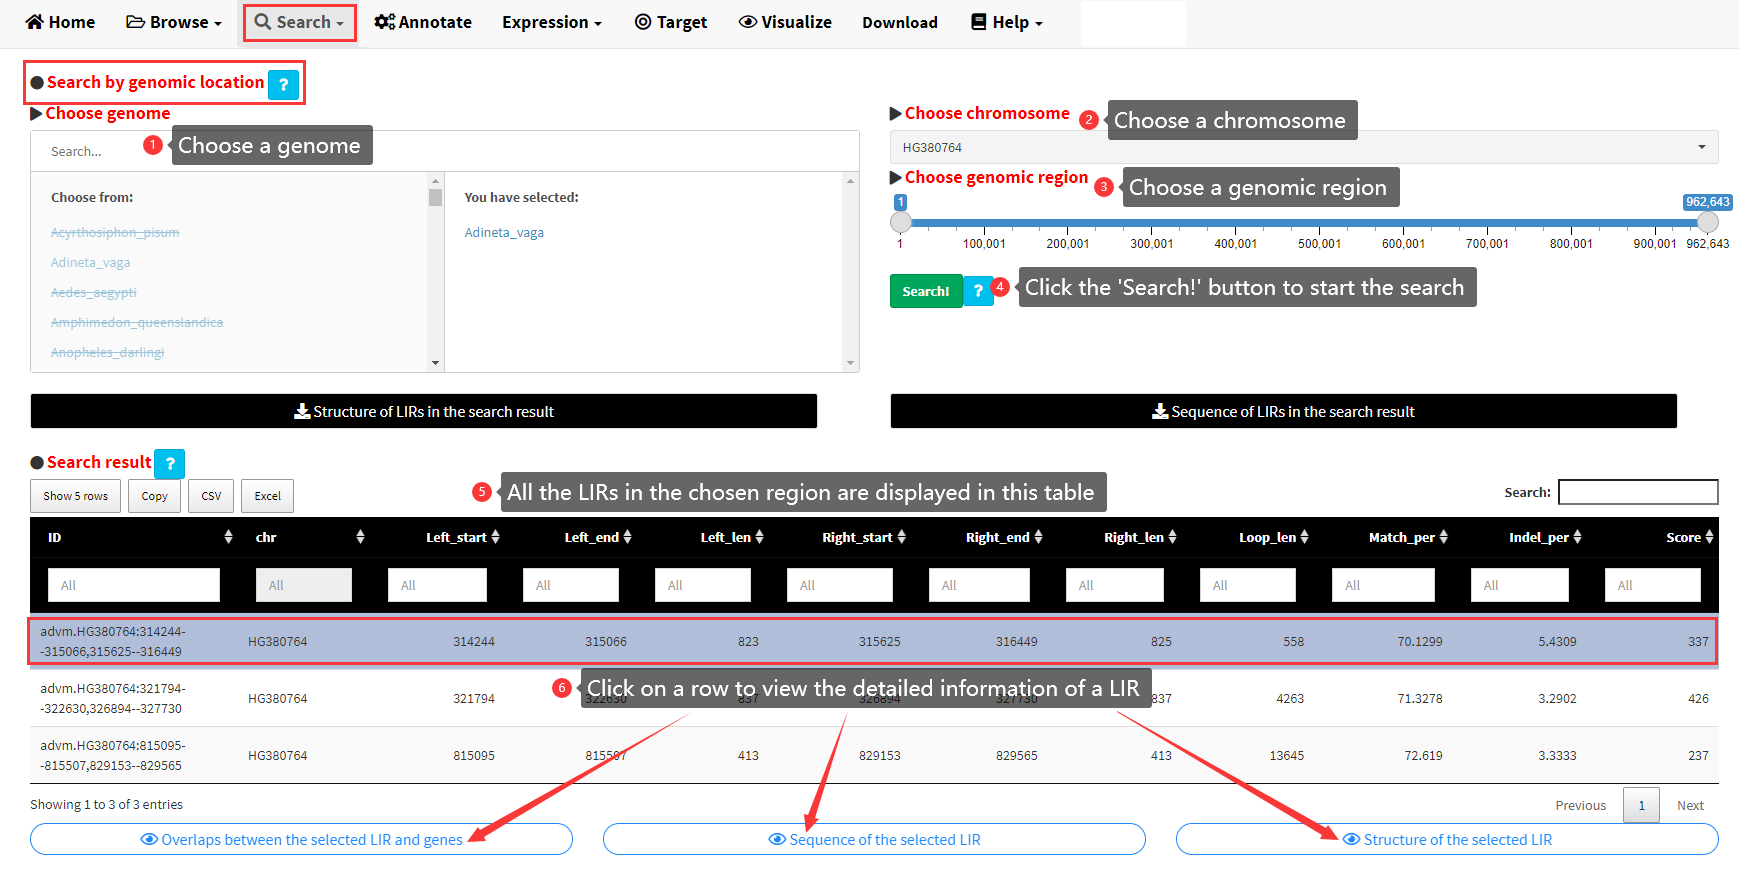 Home Browse Search Annotate Expression Target Visualize Download Help
Search by genomic location ?
Choose genome
1 Choose a genome
Search...
Choose from:
Acyrthosiphon_pisum
Adineta_vaga
Aedes_aegypti
Amphimedon_queenslandica
Anopheles_darlingi
You have selected:
Adineta_vaga
Choose chromosome
2 Choose a chromosome
HG380764
Choose genomic region
3 Choose a genomic region
1 962,643
1 100,001 200,001 300,001 400,001 500,001 600,001 700,001 800,001 900,001 962,643
Search! ? 4 Click the 'Search!' button to start the search
Structure of LIRs in the search result
Sequence of LIRs in the search result
Search result ?
Show 5 rows Copy CSV Excel
5 All the LIRs in the chosen region are displayed in this table
Search:
ID chr Left_start Left_end Left_len Right_start Right_end Right_len Loop_len Match_per Indel_per Score
All All All All All All All All All All All All
advm.HG380764:314244-
-315066,315625--316449 HG380764 314244 315066 823 315625 316449 825 558 70.1299 5.4309 337
6 Click on a row to view the detailed information of a LIR
advm.HG380764:321794-
-322630,326894--327730 HG380764 321794 322630 837 326894 327730 837 4263 71.3278 3.2902 426
advm.HG380764:815095-
-815507,829153--829565 HG380764 815095 815507 413 829153 829565 413 13645 72.619 3.3333 237
Showing 1 to 3 of 3 entries
Previous 1 Next
Overlaps between the selected LIR and genes
Sequence of the selected LIR
Structure of the selected LIR